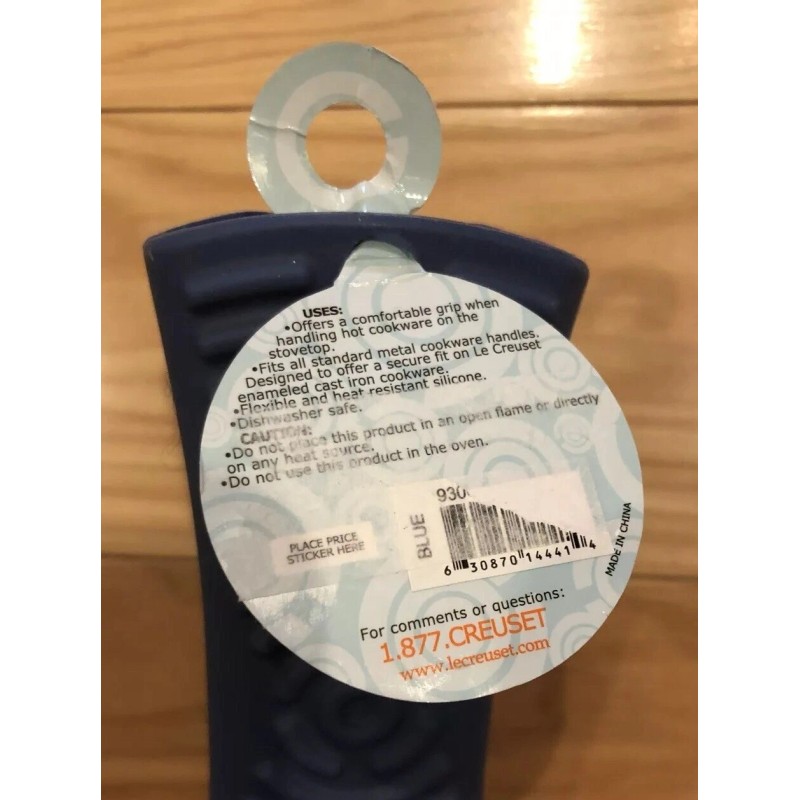 USES:
•Offers a comfortable grip when
handling hot cookware on the
stovetop.
•Fits all standard metal cookware handles.
Designed to offer a secure fit on Le Creuset
enameled cast iron cookware.
•Flexible and heat resistant silicone.
•Dishwasher safe.
CAUTION:
•Do not place this product in an open flame or directly
on any heat source.
•Do not use this product in the oven.
PLACE PRICE
STICKER HERE
BLUE
6 30870 14441 4
MADE IN CHINA
For comments or questions:
1.877.CREUSET
www.lecreuset.com